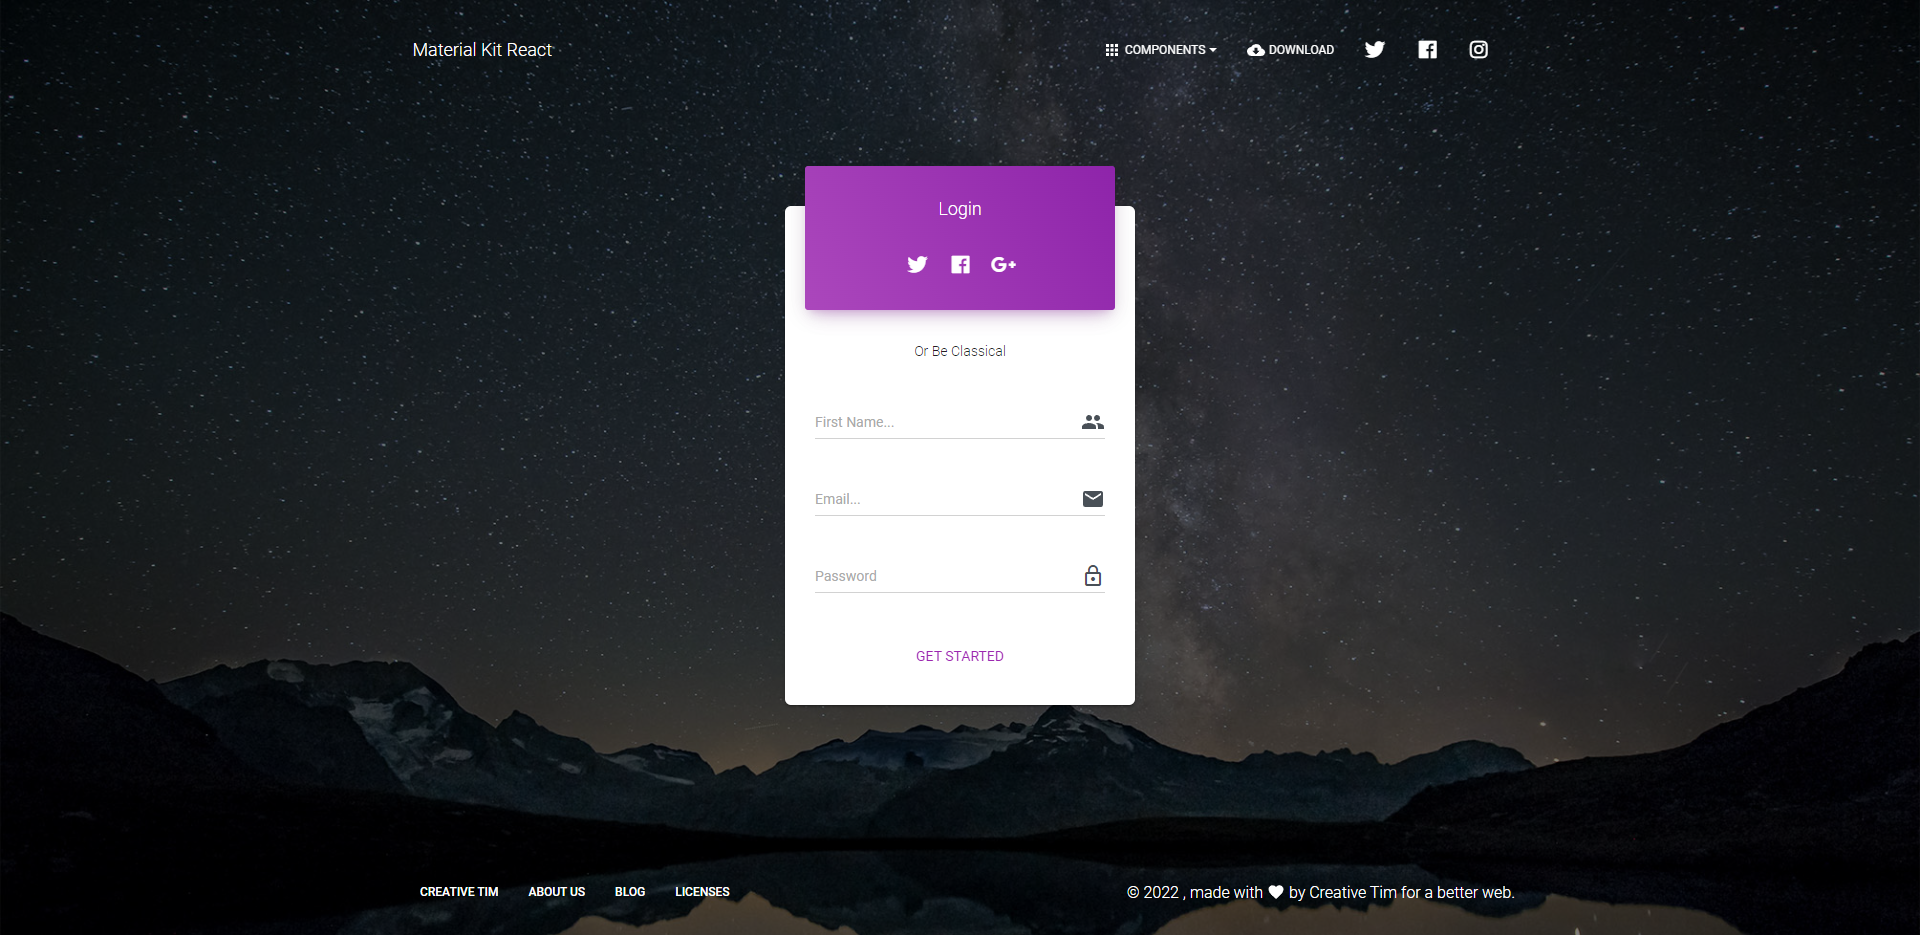 Material Kit React
COMPONENTS
DOWNLOAD
Login
G+
Or Be Classical
First Name...
Email...
Password
GET STARTED
CREATIVE TIM
ABOUT US
BLOG
LICENSES
© 2022 , made with ♥ by Creative Tim for a better web.